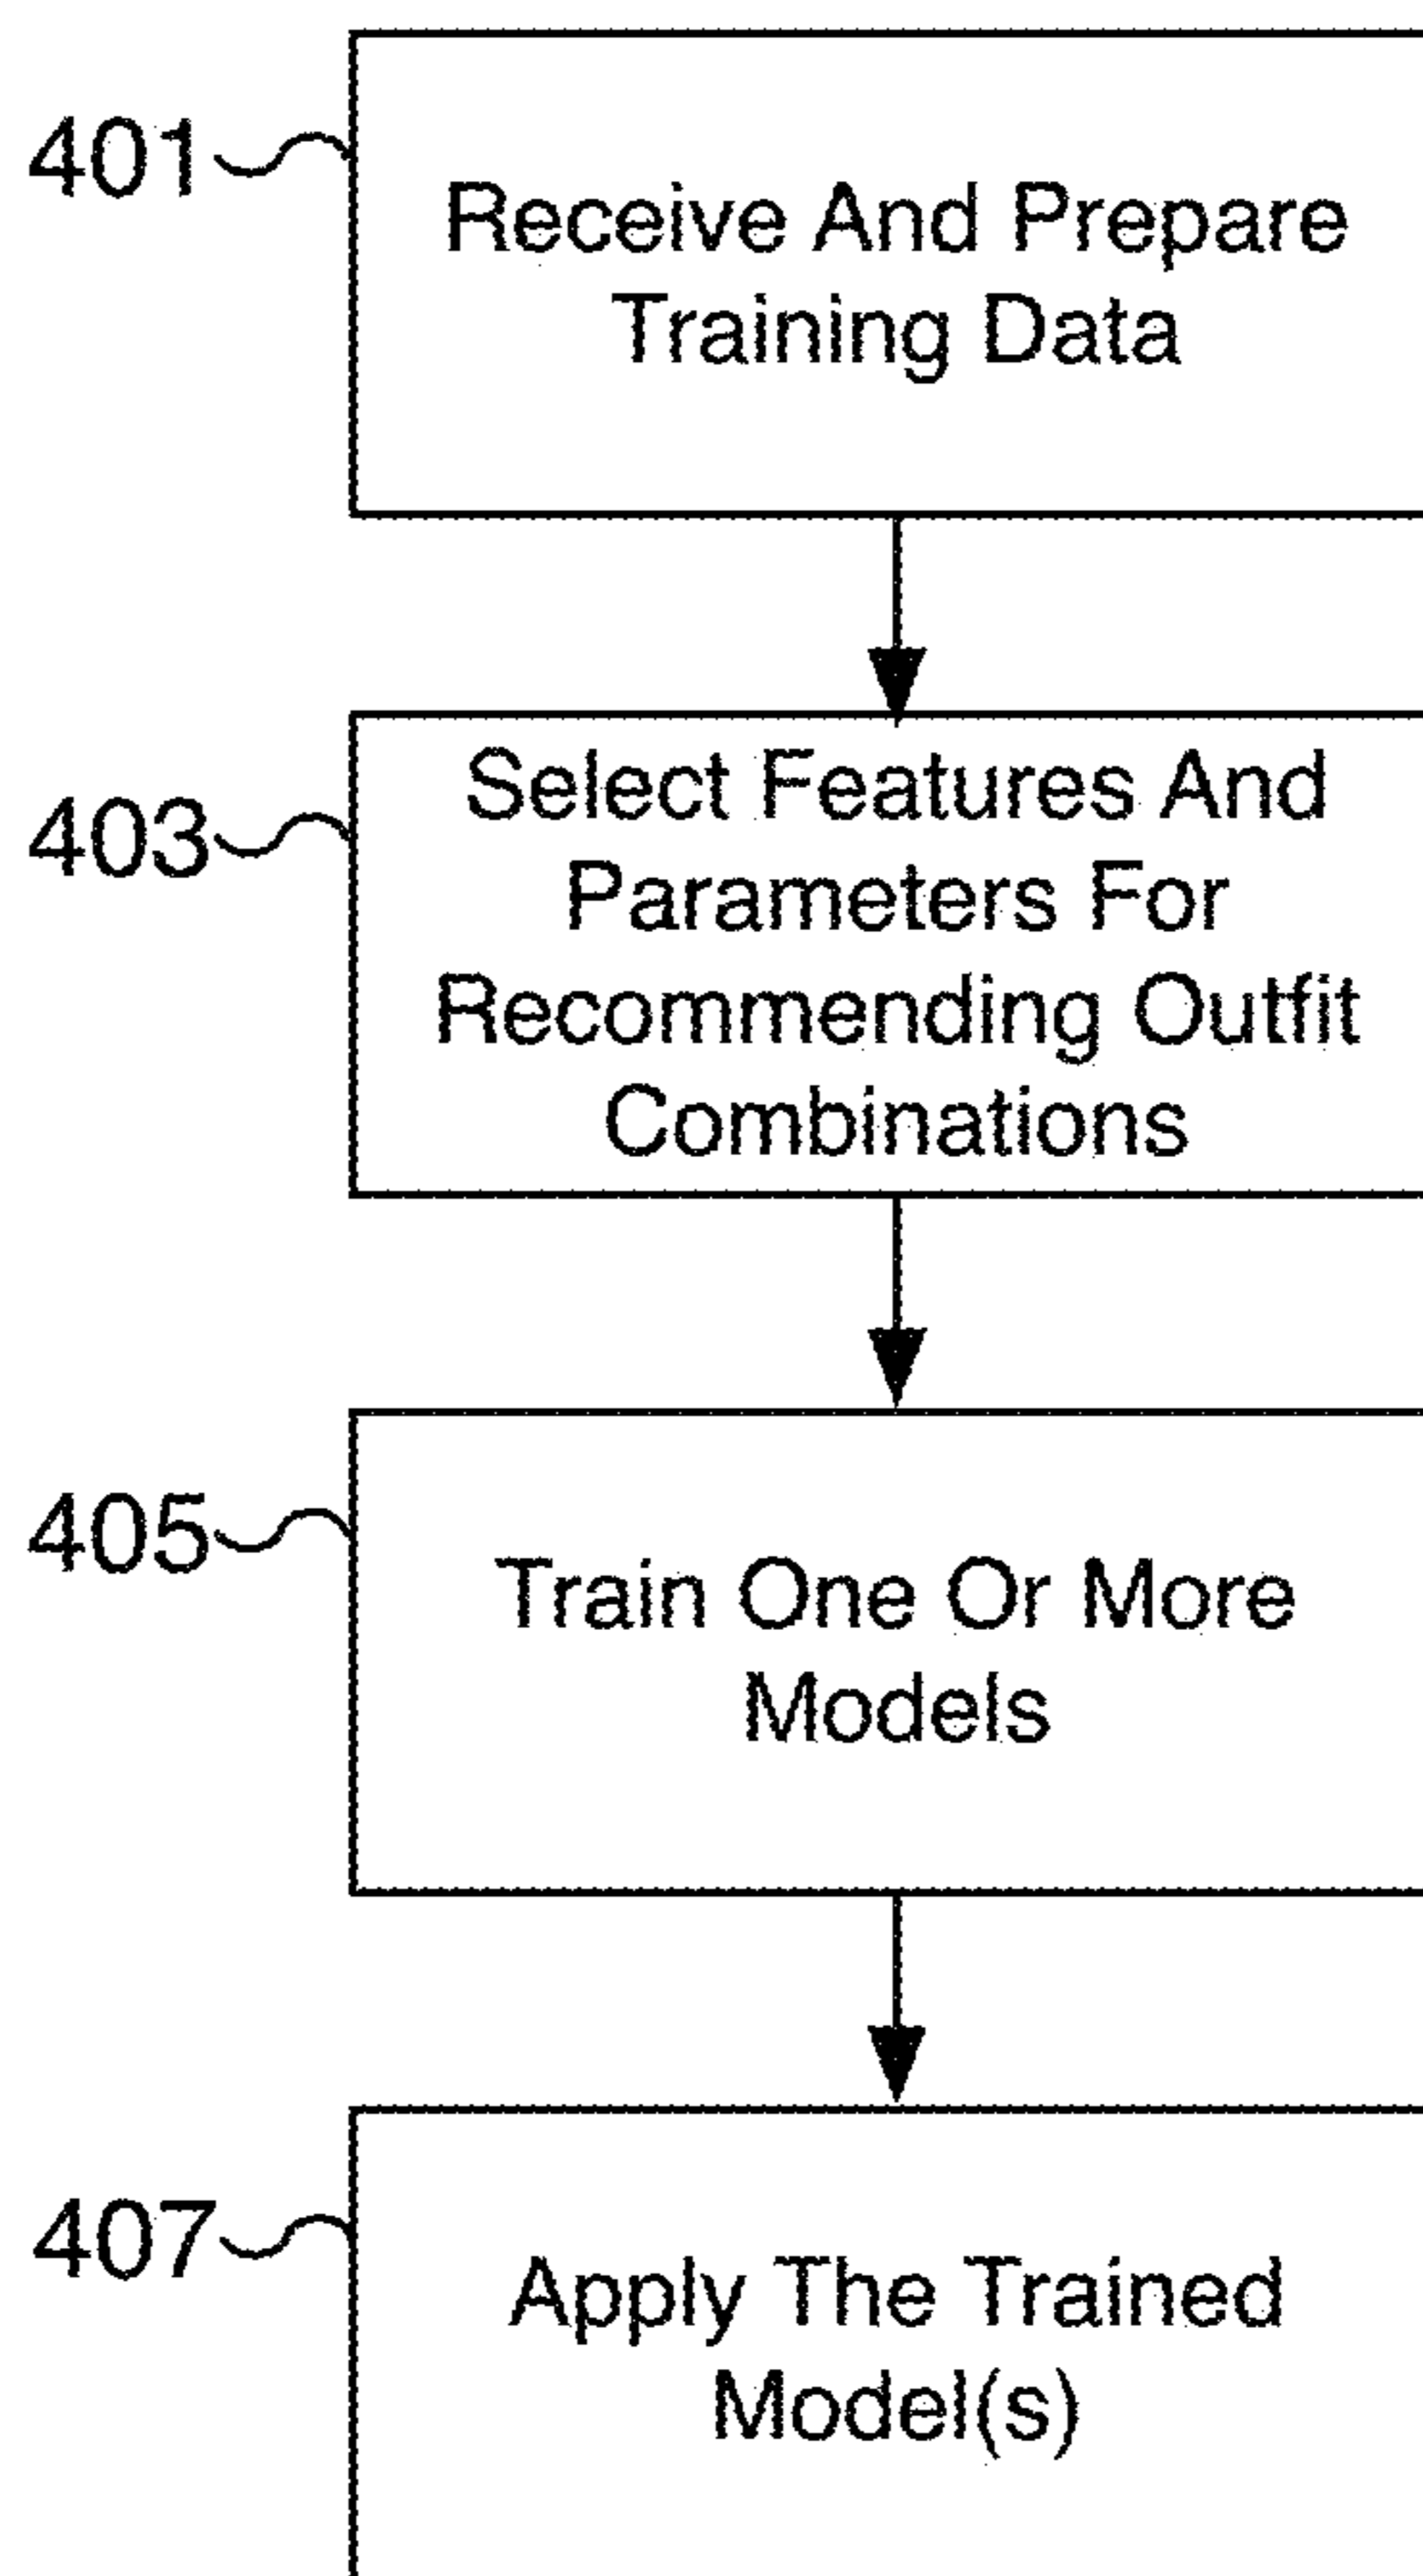 401
Receive And Prepare
Training Data
403
Select Features And
Parameters For
Recommending Outfit
Combinations
405
Train One Or More
Models
407
Apply The Trained
Model(s)